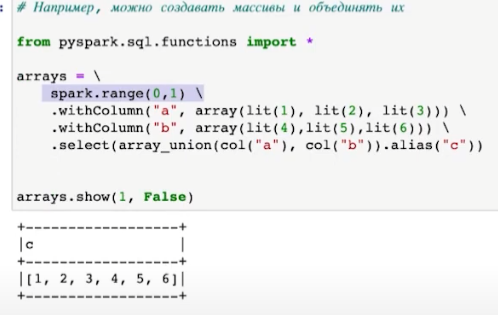 : # Например, можно создавать массивы и объединять их
from pyspark.sql.functions import *
arrays = \
    spark.range(0,1) \
    .withColumn("a", array(lit(1), lit(2), lit(3))) \
    .withColumn("b", array(lit(4),lit(5),lit(6))) \
    .select(array_union(col("a"), col("b")).alias("c"))
arrays.show(1, False)
+------------------+
|c                 |
+------------------+
|[1, 2, 3, 4, 5, 6]|
+------------------+